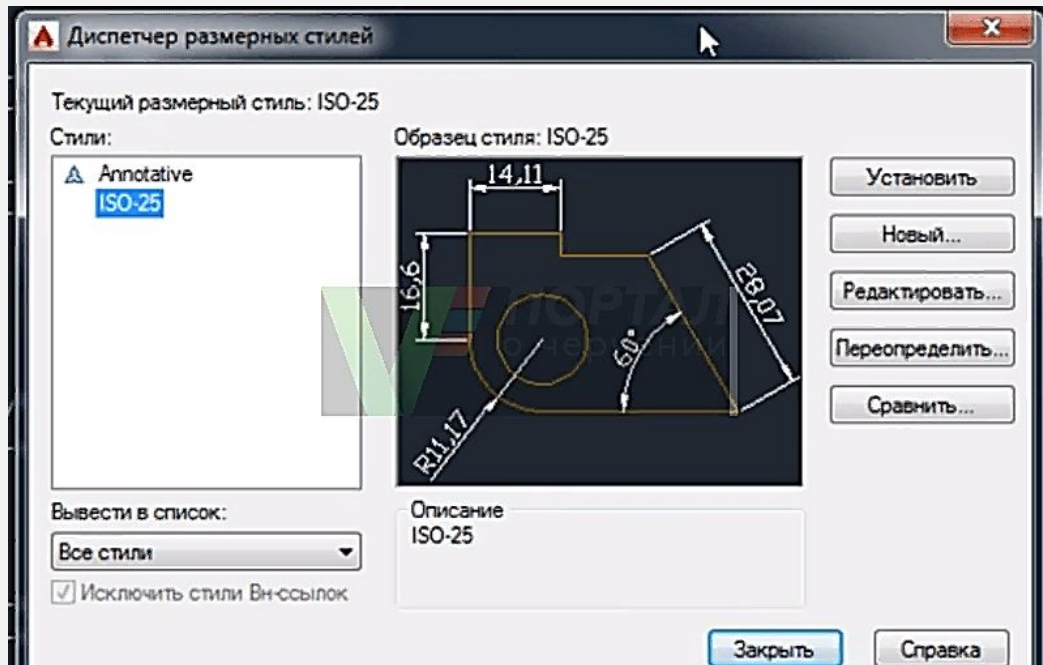 Диспетчер размерных стилей
Текущий размерный стиль: ISO-25
Стили:
Annotative
ISO-25
Образец стиля: ISO-25
14,11
16,6
28,07
60°
R11,17
ПОРТАЛ
о черчении
Установить
Новый...
Редактировать...
Переопределить...
Сравнить...
Вывести в список:
Все стили
Исключить стили Вн-ссылок
Описание
ISO-25
Закрыть
Справка